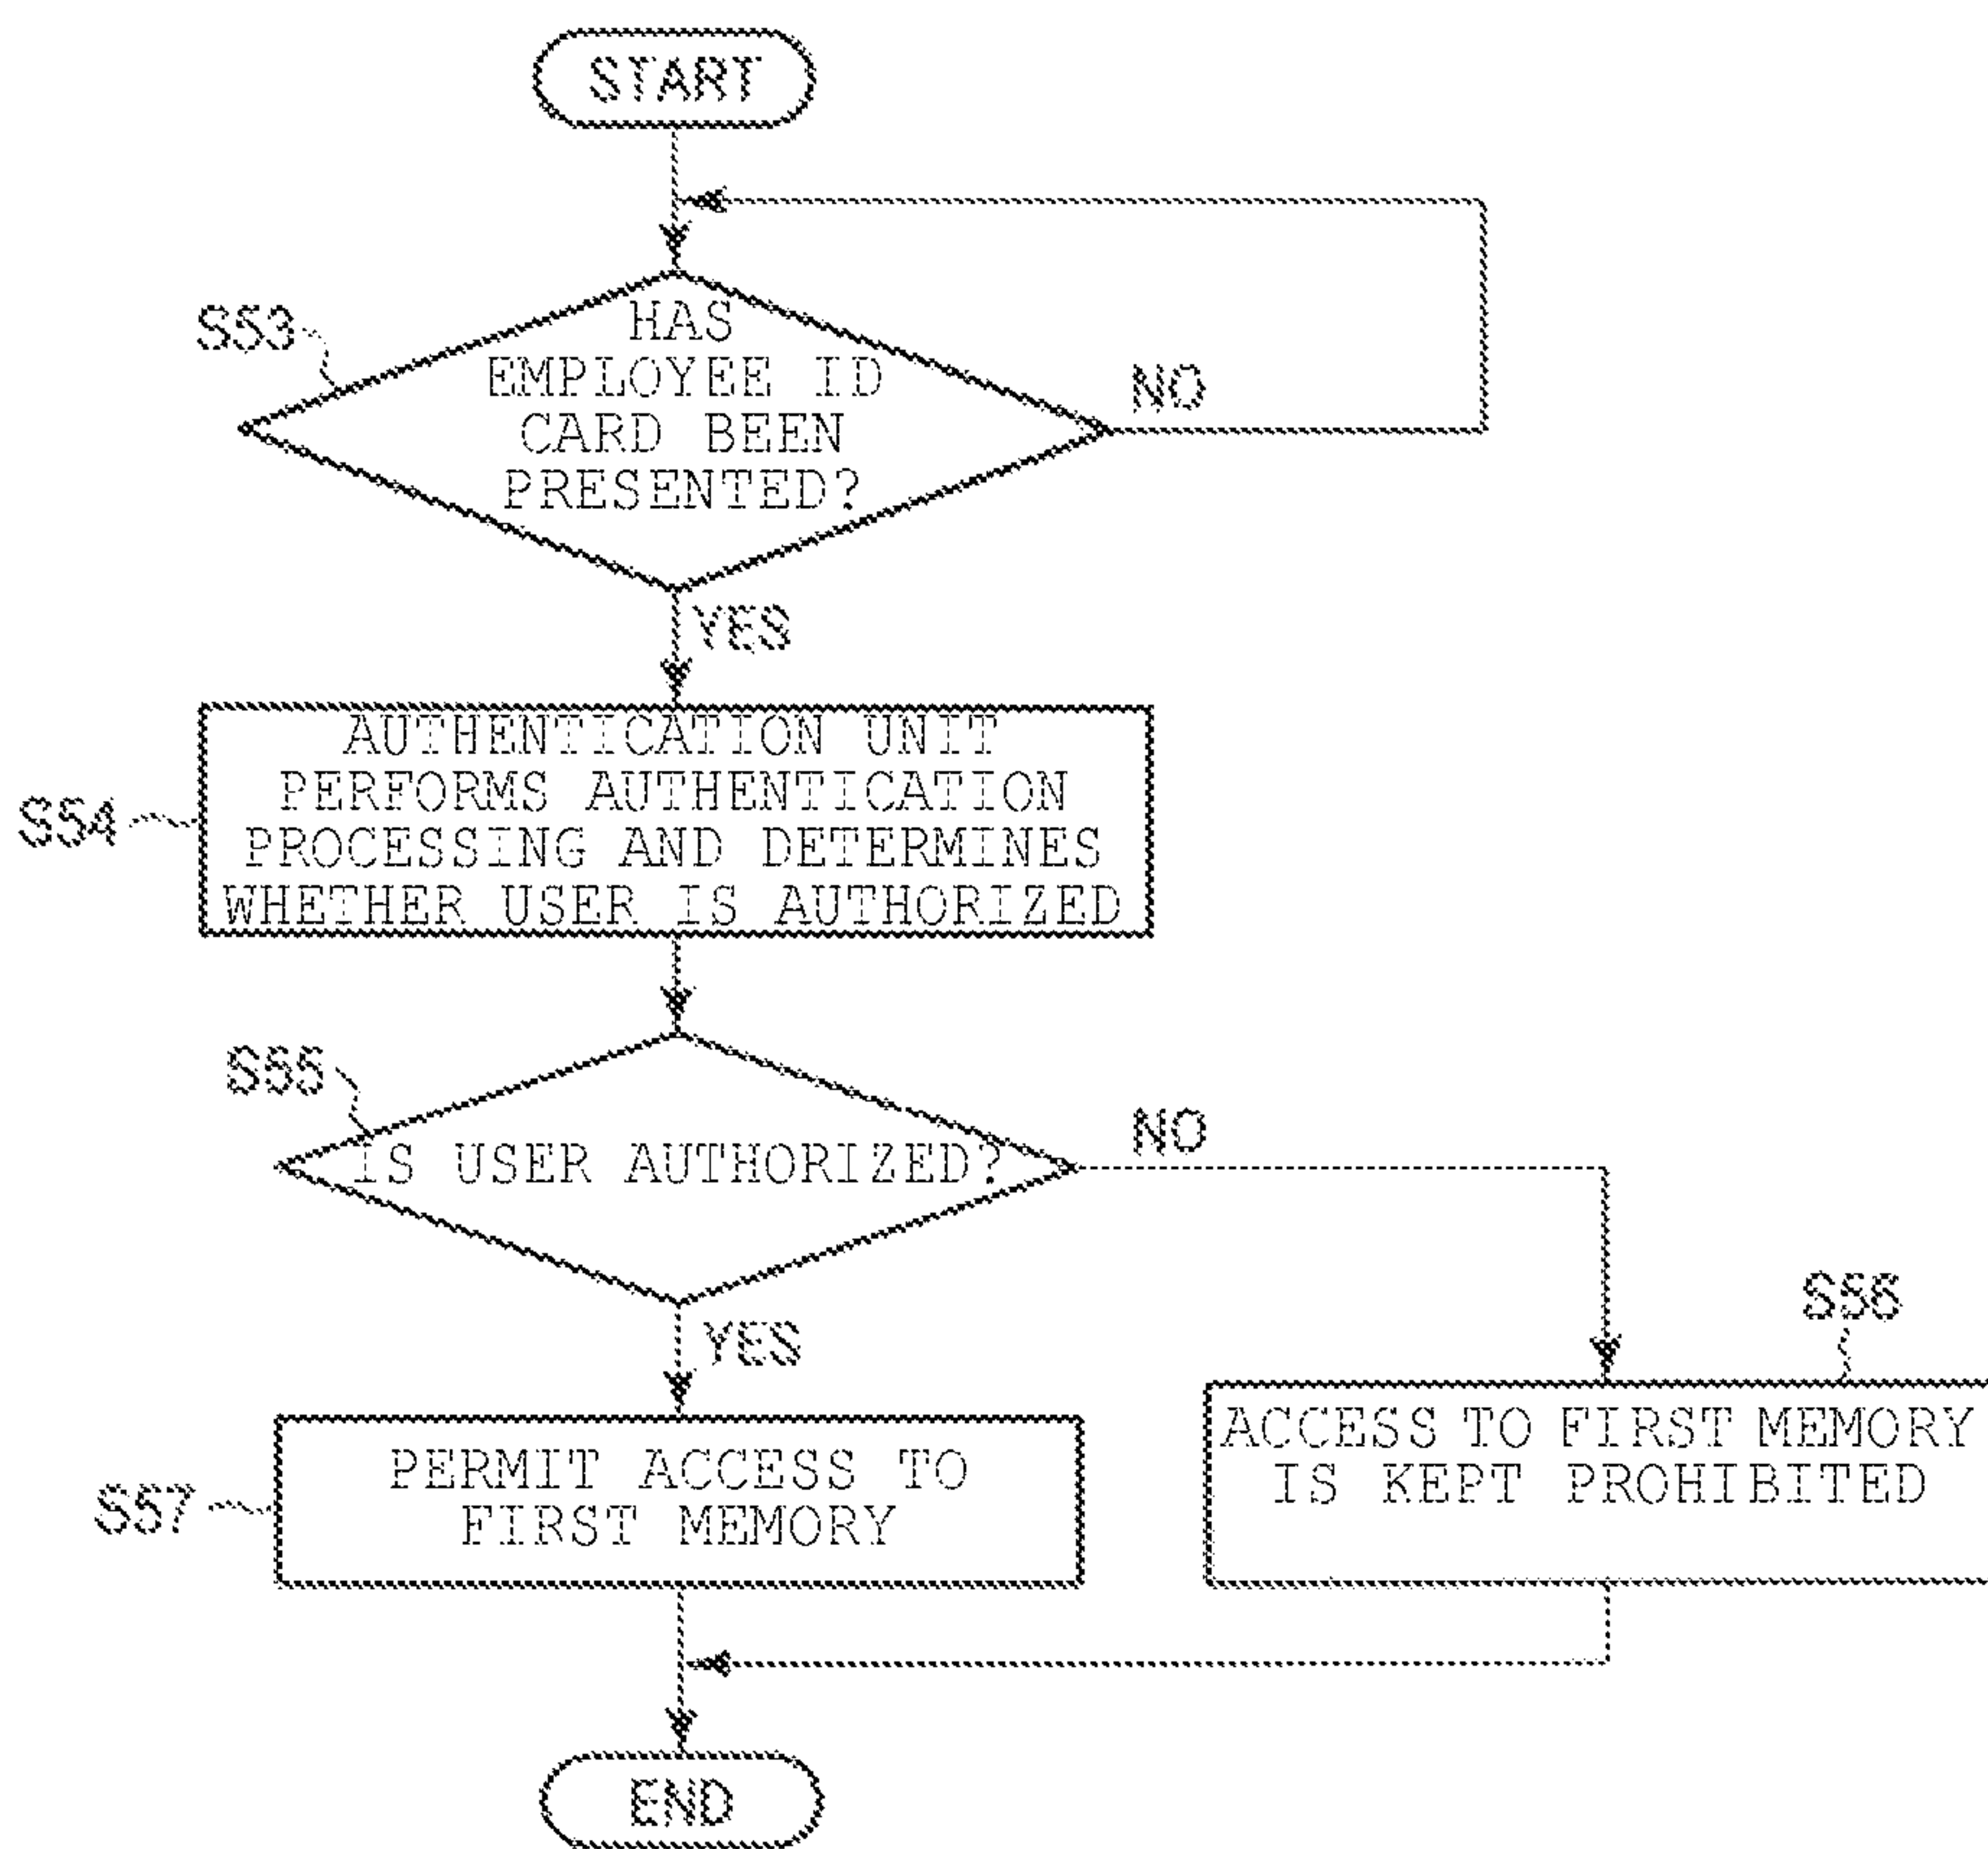 START
S53
HAS
EMPLOYEE ID
CARD BEEN
PRESENTED?
NO
YES
S54
AUTHENTICATION UNIT
PERFORMS AUTHENTICATION
PROCESSING AND DETERMINES
WHETHER USER IS AUTHORIZED
S55
IS USER AUTHORIZED?
NO
YES
S56
ACCESS TO FIRST MEMORY
IS KEPT PROHIBITED
S57
PERMIT ACCESS TO
FIRST MEMORY
END